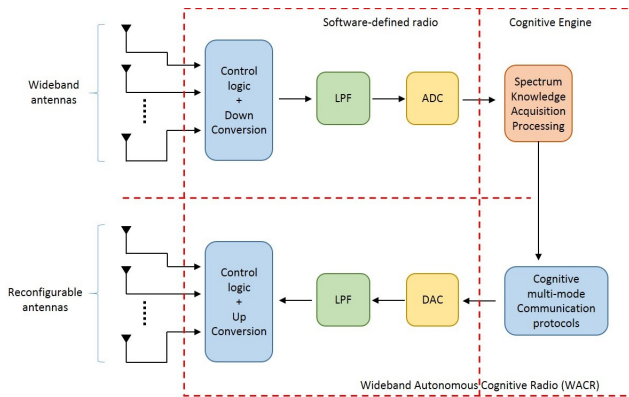 Software-defined radio
Cognitive Engine
Wideband
antennas
Control
logic
+
Down
Conversion
LPF
ADC
Spectrum
Knowledge
Acquisition
Processing
Reconfigurable
antennas
Control
logic
+
Up
Conversion
LPF
DAC
Cognitive
multi-mode
Communication
protocols
Wideband Autonomous Cognitive Radio (WACR)